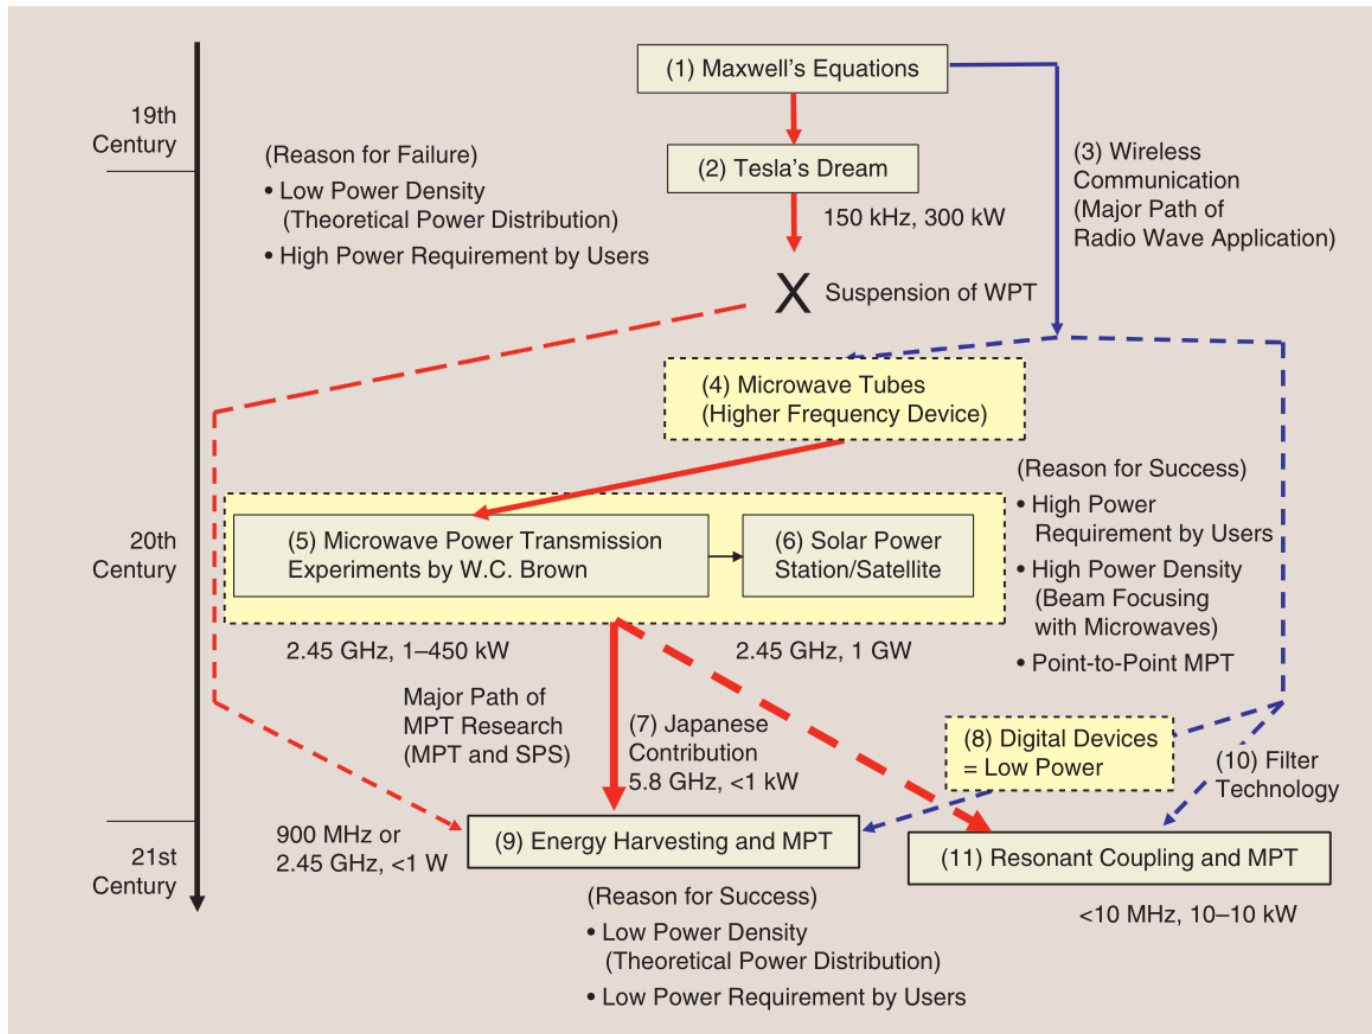 (1) Maxwell's Equations
19th
Century
(Reason for Failure)
• Low Power Density
(Theoretical Power Distribution)
• High Power Requirement by Users
(2) Tesla's Dream
150 kHz, 300 kW
(3) Wireless
Communication
(Major Path of
Radio Wave Application)
X Suspension of WPT
(4) Microwave Tubes
(Higher Frequency Device)
(Reason for Success)
• High Power
Requirement by Users
• High Power Density
(Beam Focusing
with Microwaves)
• Point-to-Point MPT
20th
Century
(5) Microwave Power Transmission
Experiments by W.C. Brown
(6) Solar Power
Station/Satellite
2.45 GHz, 1–450 kW
2.45 GHz, 1 GW
Major Path of
MPT Research
(MPT and SPS)
(7) Japanese
Contribution
5.8 GHz, <1 kW
(8) Digital Devices
= Low Power
(10) Filter
Technology
21st
Century
900 MHz or
2.45 GHz, <1 W
(9) Energy Harvesting and MPT
(11) Resonant Coupling and MPT
<10 MHz, 10–10 kW
(Reason for Success)
• Low Power Density
(Theoretical Power Distribution)
• Low Power Requirement by Users